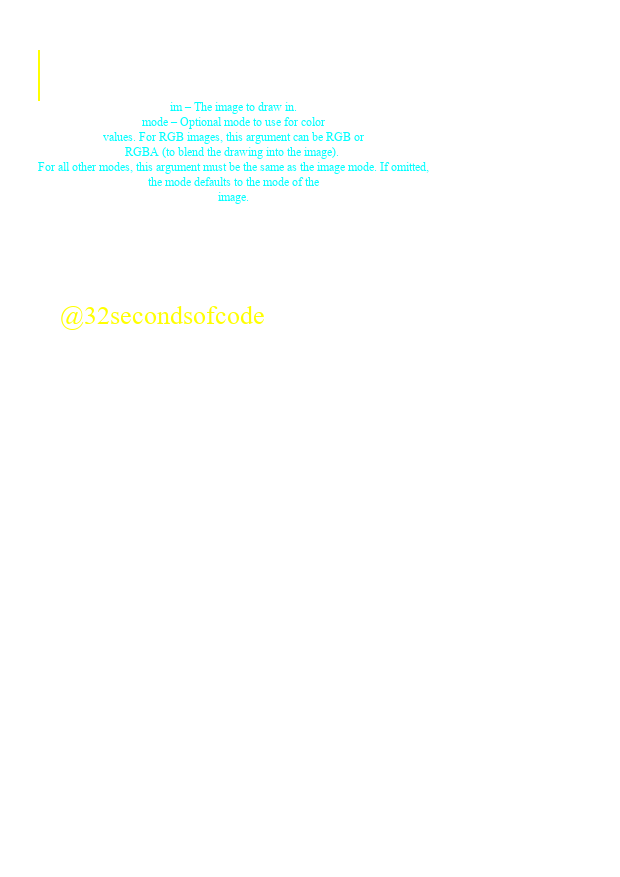 im – The image to draw in.
mode – Optional mode to use for color
values. For RGB images, this argument can be RGB or
RGBA (to blend the drawing into the image).
For all other modes, this argument must be the same as the image mode. If omitted,
the mode defaults to the mode of the
image.
@32secondsofcode